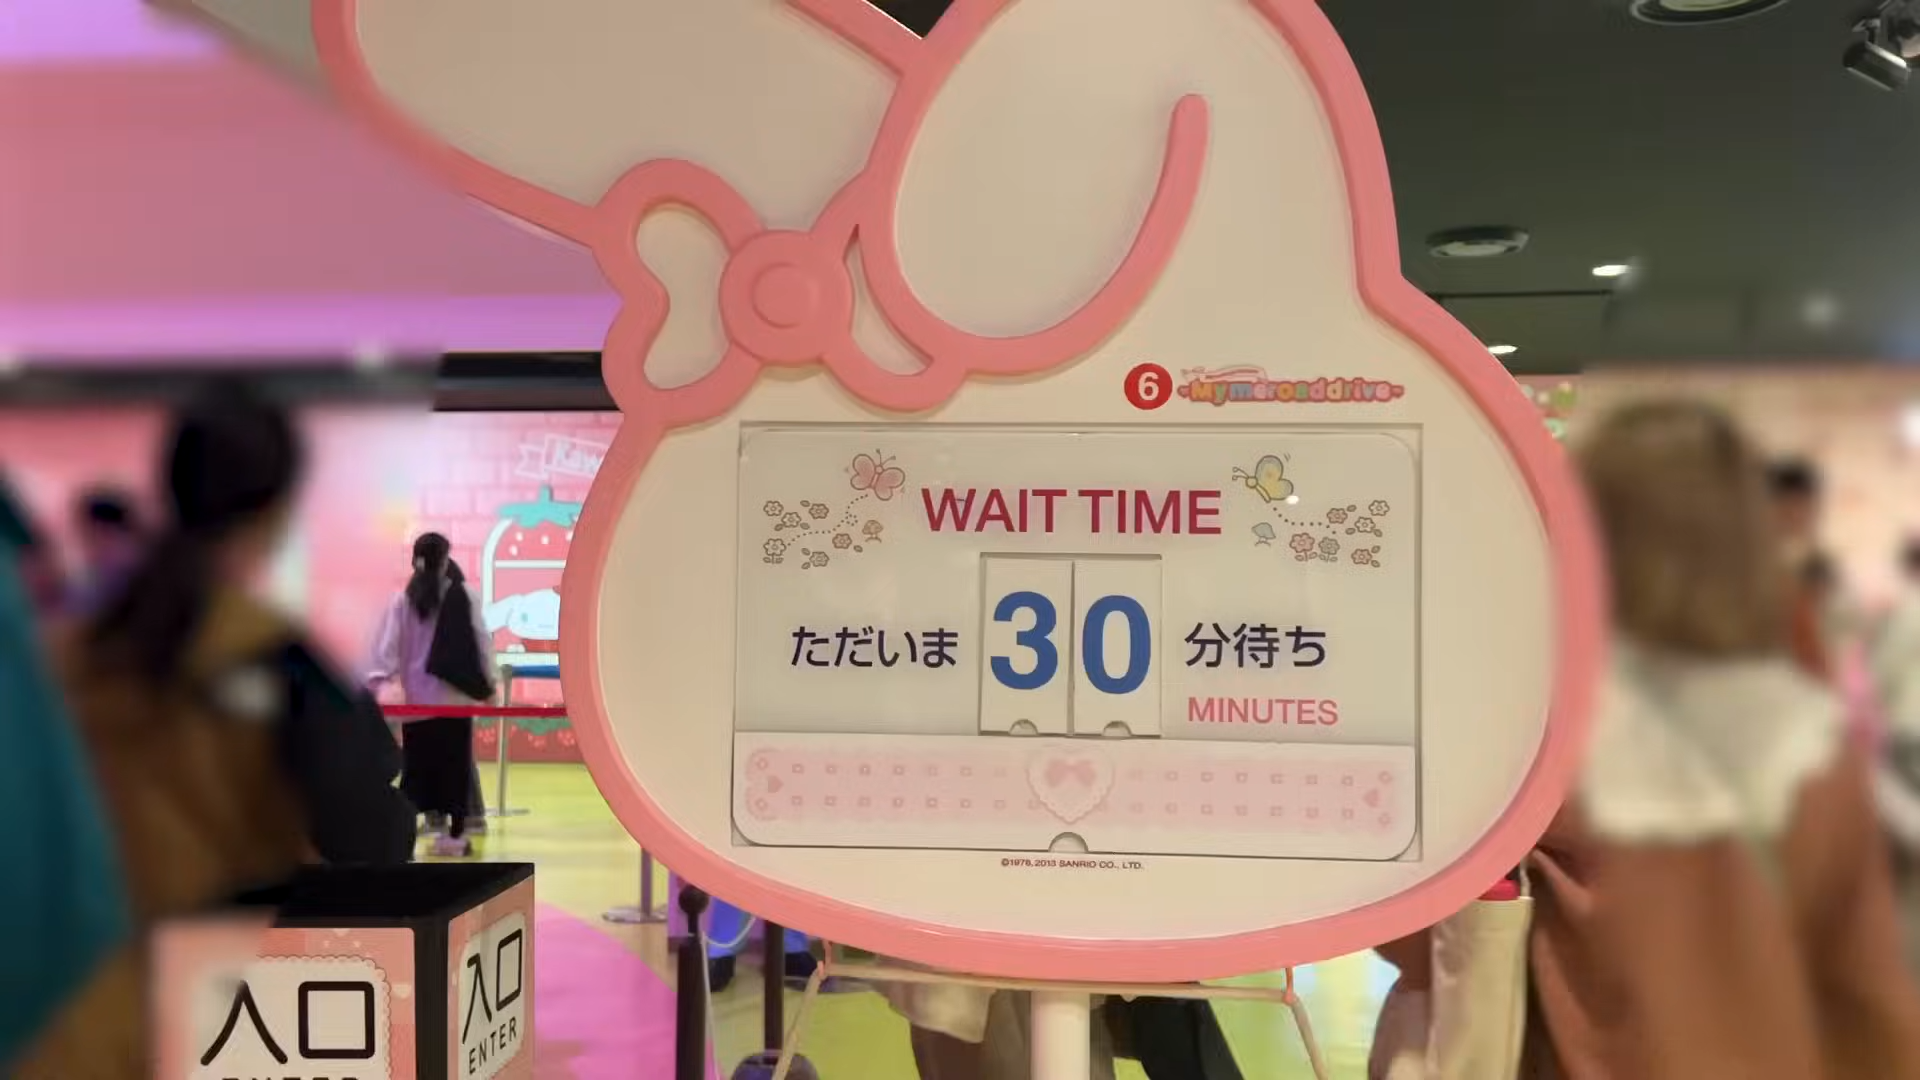 6 Mymeroaddrive
WAIT TIME
ただいま 30 分待ち
MINUTES
©1976, 2013 SANRIO CO., LTD.
入口
入口
ENTER